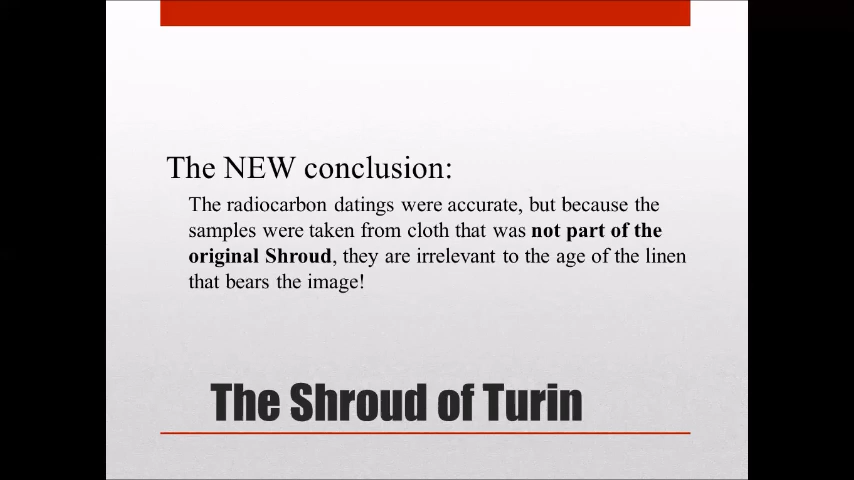 The NEW conclusion:
The radiocarbon datings were accurate, but because the
samples were taken from cloth that was not part of the
original Shroud, they are irrelevant to the age of the linen
that bears the image!
The Shroud of Turin